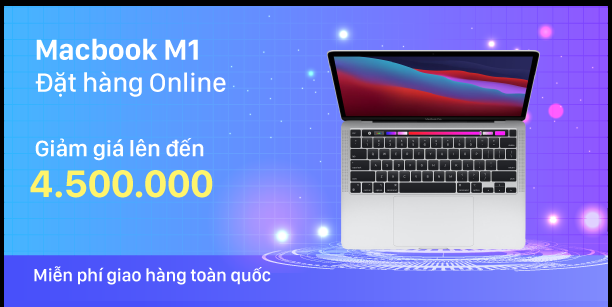 Macbook M1
Đặt hàng Online
Giảm giá lên đến
4.500.000
Miễn phí giao hàng toàn quốc